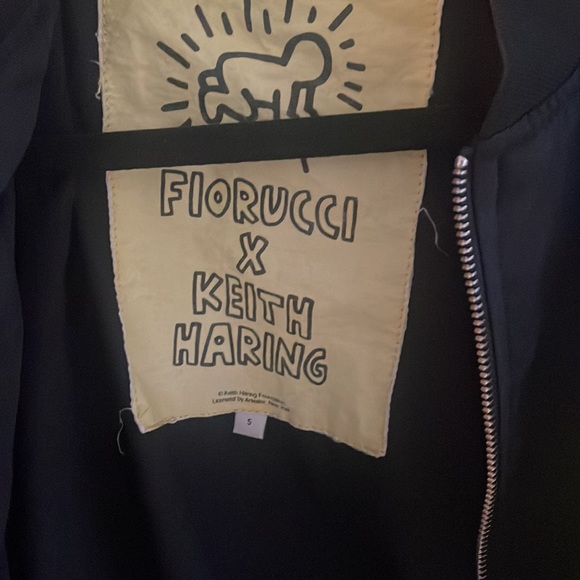 FIORUCCI
X
KEITH
HARING
© Keith Haring Foundation
Licensed by Artestar, New York
S